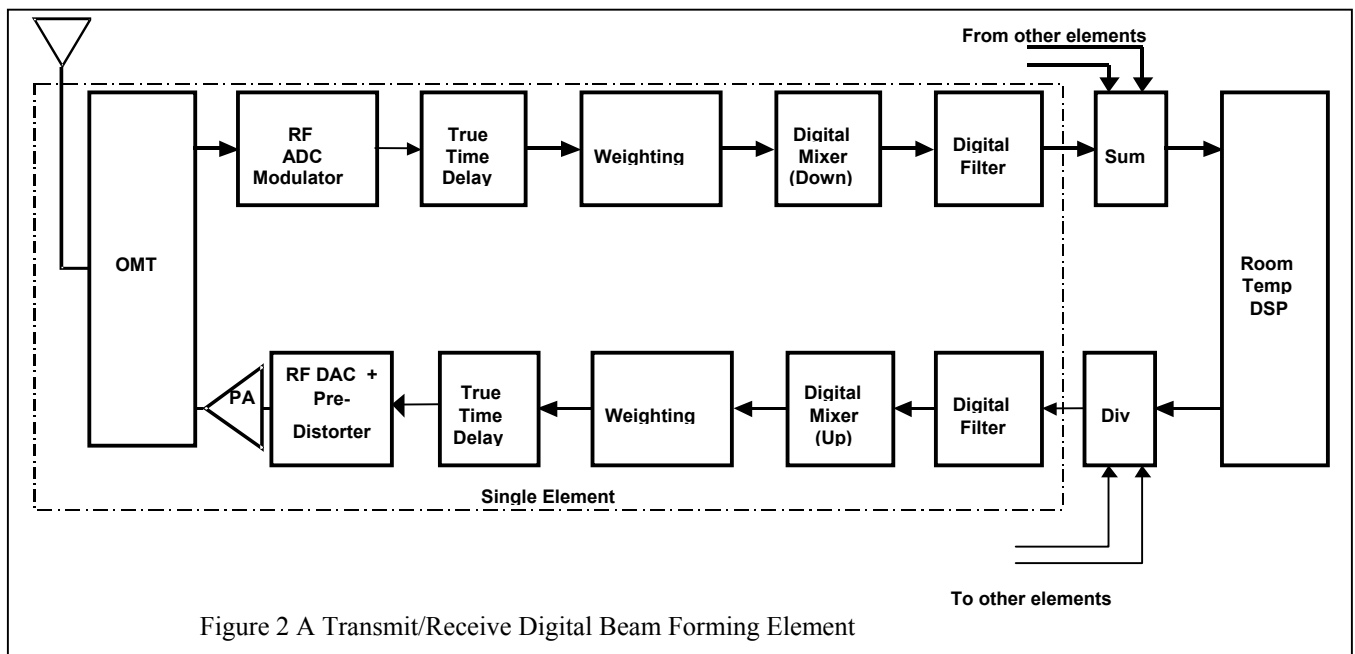 From other elements
OMT
RF
ADC
Modulator
True
Time
Delay
Weighting
Digital
Mixer
(Down)
Digital
Filter
Sum
Room
Temp
DSP
PA
RF DAC +
Pre-
Distorter
True
Time
Delay
Weighting
Digital
Mixer
(Up)
Digital
Filter
Div
Single Element
To other elements
Figure 2 A Transmit/Receive Digital Beam Forming Element